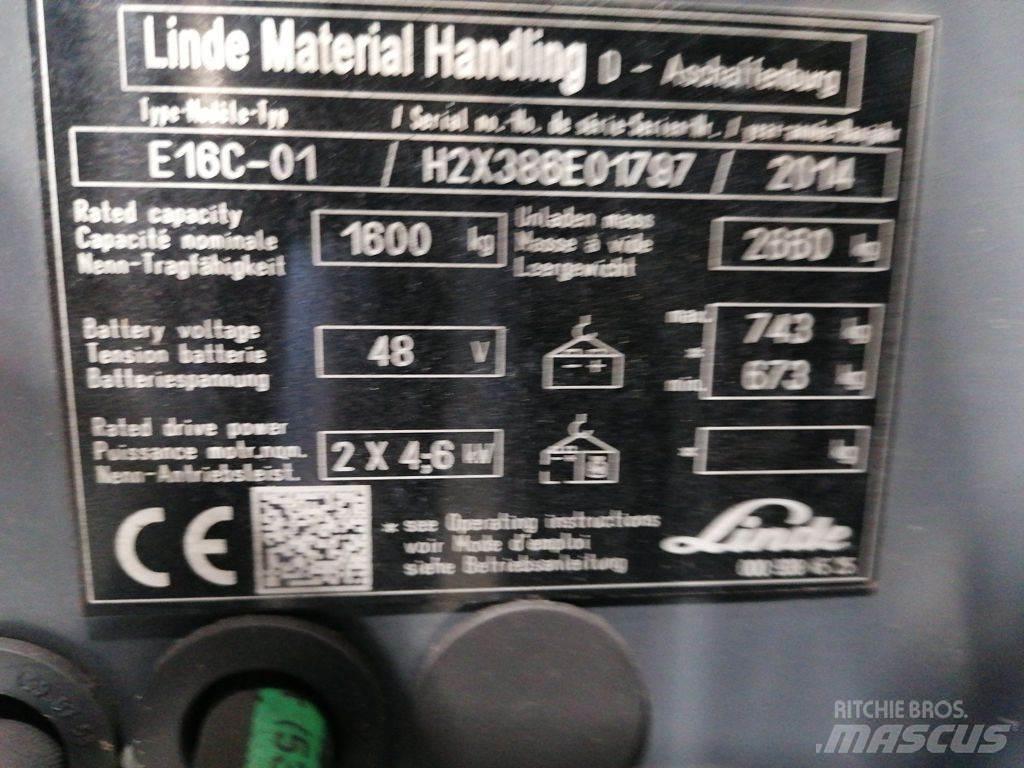 Linde Material Handling D - Aschaffenburg
Type-Modèle-Typ / Serial no.-No. de série-Seriennr. / year-année-Baujahr
E16C-01 / H2X386E01797 / 2014
Rated capacity
Capacité nominale
Nenn-Tragfähigkeit
1600 kg
Unladen mass
Masse à vide
Leergewicht
2660 kg
Battery voltage
Tension batterie
Batteriespannung
48 V
- +
max.
*
min.
743 kg
673 kg
Rated drive power
Puissance motr.nom.
Nenn-Antriebsleist.
2 X 4,6 kW
* kg
CE
* see Operating instructions
voir Mode d'emploi
siehe Betriebsanleitung
Linde
RITCHIE BROS.
MASCUS